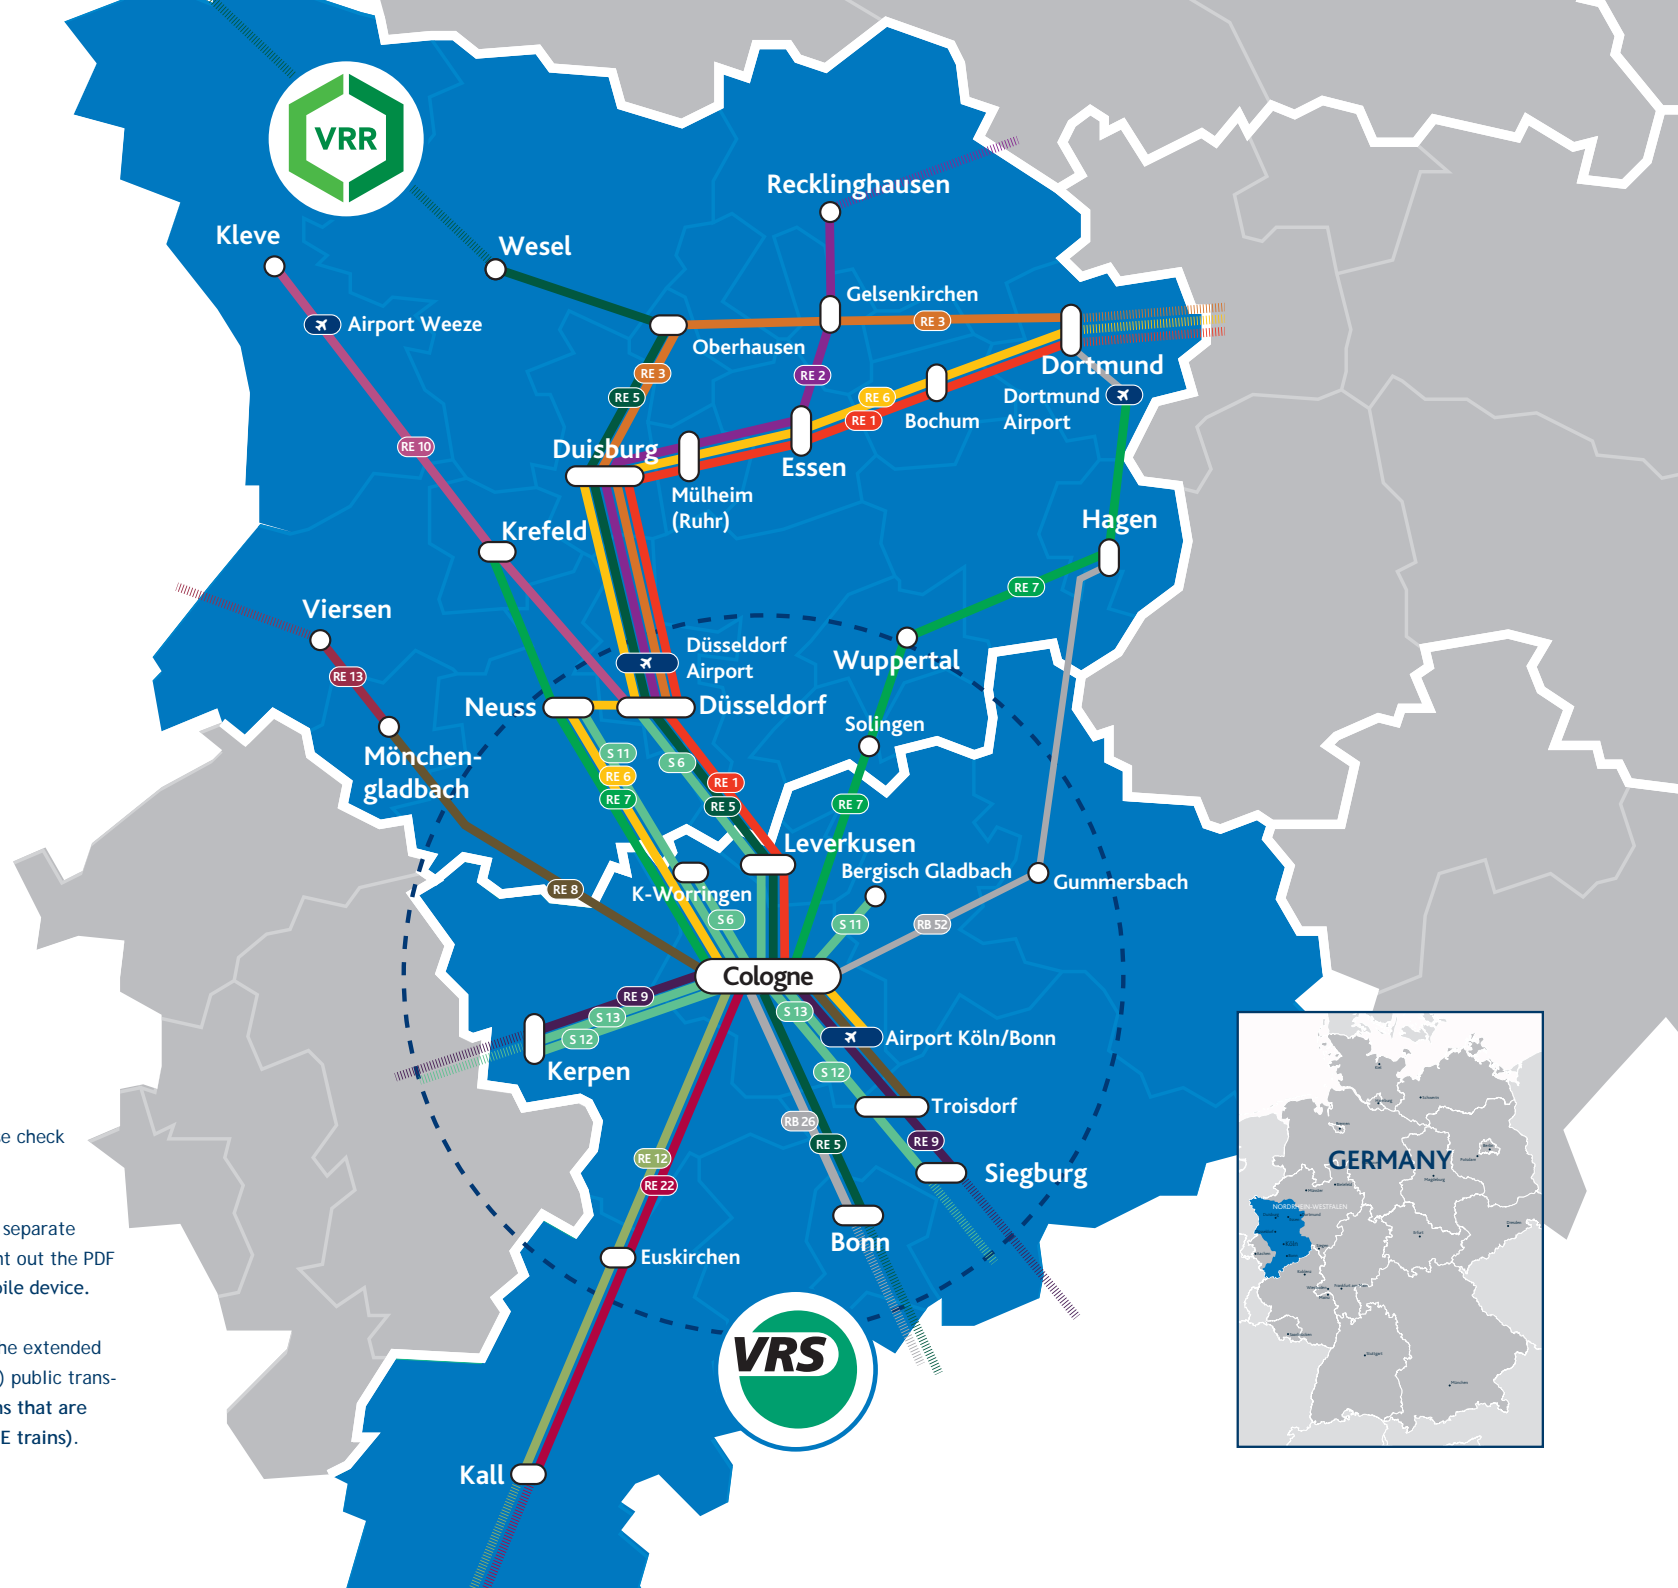 VRR
Recklinghausen
Kleve
Wesel
Airport Weeze
Gelsenkirchen
RE 3
Oberhausen
Dortmund
RE 3
RE 2
RE 5
RE 6
Dortmund
Airport
RE 1
Bochum
RE 10
Duisburg
Essen
Mülheim
(Ruhr)
Krefeld
Hagen
RE 7
Viersen
Düsseldorf
Airport
Wuppertal
RE 13
Neuss
Düsseldorf
Solingen
Mönchen-
gladbach
S 11
S 6
RE 6
RE 1
RE 7
RE 5
RE 7
Leverkusen
Bergisch Gladbach
K-Worringen
Gummersbach
RE 8
S 6
S 11
RB 52
Cologne
RE 9
S 13
S 13
S 12
Airport Köln/Bonn
Kerpen
S 12
Troisdorf
RB 26
RE 5
RE 9
RE 12
Siegburg
RE 22
Bonn
Euskirchen
VRS
Kall
e check
separate
nt out the PDF
ile device.
he extended
) public trans-
ns that are
E trains).
GERMANY
NORDRHEIN-WESTFALEN